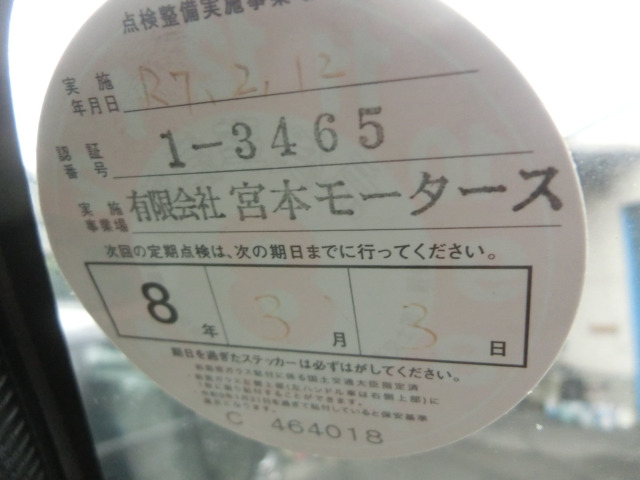 点検整備実施事業
実施年月日 R7.2.12
認証番号 1-3465
実施事業場 有限会社 宮本モータース
次回の定期点検は、次の期日までに行ってください。
8年 3月 3日
期日を過ぎたステッカーは必ずはがしてください。
C 464018